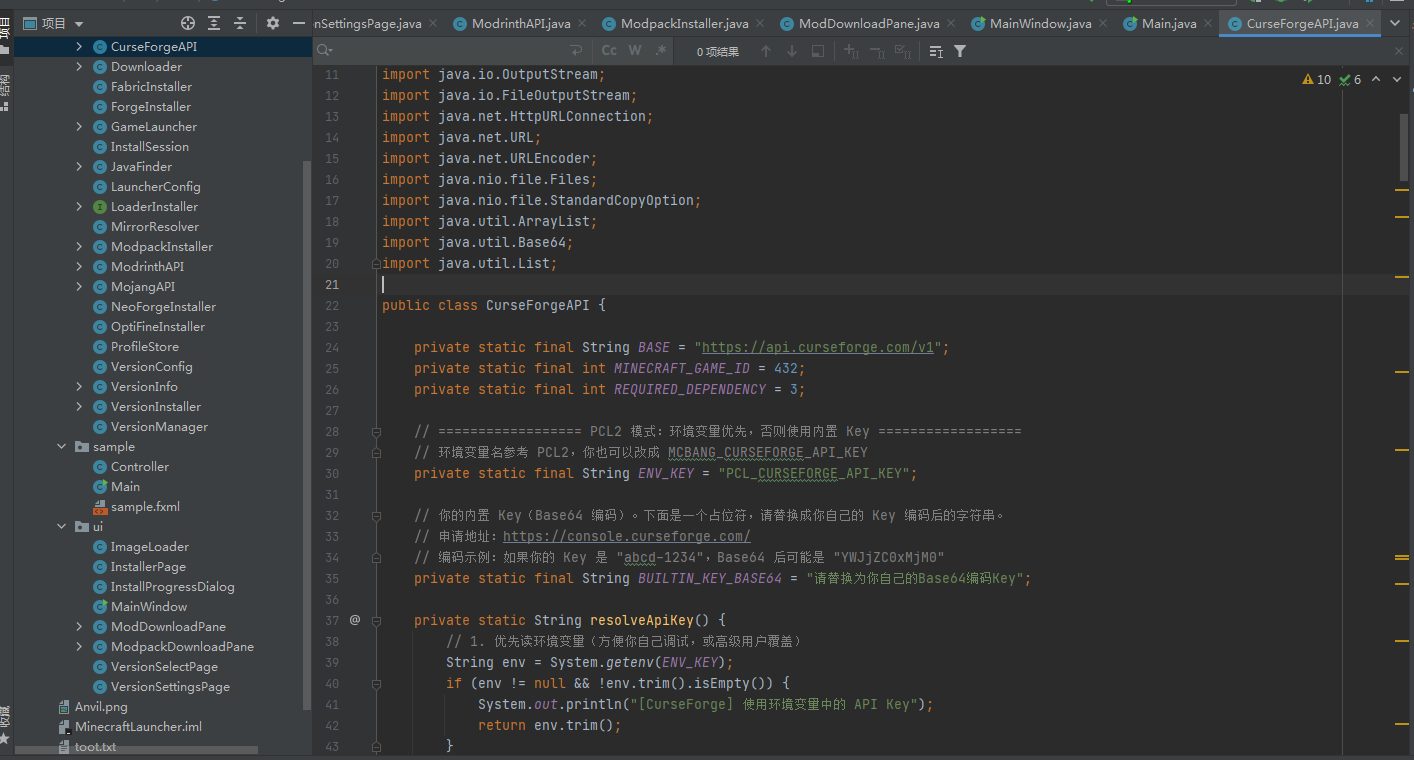 项目
onSettingsPage.java
ModrinthAPI.java
ModpackInstaller.java
ModDownloadPane.java
MainWindow.java
Main.java
CurseForgeAPI.java
Cc
W
.*
0 项结果
10
6
结构
收藏
CurseForgeAPI
Downloader
FabricInstaller
ForgeInstaller
GameLauncher
InstallSession
JavaFinder
LauncherConfig
LoaderInstaller
MirrorResolver
ModpackInstaller
ModrinthAPI
MojangAPI
NeoForgeInstaller
OptiFineInstaller
ProfileStore
VersionConfig
VersionInfo
VersionInstaller
VersionManager
sample
Controller
Main
sample.fxml
ui
ImageLoader
InstallerPage
InstallProgressDialog
MainWindow
ModDownloadPane
ModpackDownloadPane
VersionSelectPage
VersionSettingsPage
Anvil.png
MinecraftLauncher.iml
toot.txt
11 import java.io.OutputStream;
12 import java.io.FileOutputStream;
13 import java.net.HttpURLConnection;
14 import java.net.URL;
15 import java.net.URLEncoder;
16 import java.nio.file.Files;
17 import java.nio.file.StandardCopyOption;
18 import java.util.ArrayList;
19 import java.util.Base64;
20 import java.util.List;
21
22 public class CurseForgeAPI {
23
24 private static final String BASE = "https://api.curseforge.com/v1";
25 private static final int MINECRAFT_GAME_ID = 432;
26 private static final int REQUIRED_DEPENDENCY = 3;
27
28 // ================== PCL2 模式：环境变量优先，否则使用内置 Key ==================
29 // 环境变量名参考 PCL2，你也可以改成 MCBANG_CURSEFORGE_API_KEY
30 private static final String ENV_KEY = "PCL_CURSEFORGE_API_KEY";
31
32 // 你的内置 Key（Base64 编码）。下面是一个占位符，请替换成你自己的 Key 编码后的字符串。
33 // 申请地址：https://console.curseforge.com/
34 // 编码示例：如果你的 Key 是 "abcd-1234"，Base64 后可能是 "YWJjZC0xMjM0"
35 private static final String BUILTIN_KEY_BASE64 = "请替换为你自己的Base64编码Key";
36
37 @ private static String resolveApiKey() {
38 // 1. 优先读环境变量（方便你自己调试，或高级用户覆盖）
39 String env = System.getenv(ENV_KEY);
40 if (env != null && !env.trim().isEmpty()) {
41 System.out.println("[CurseForge] 使用环境变量中的 API Key");
42 return env.trim();
43 }